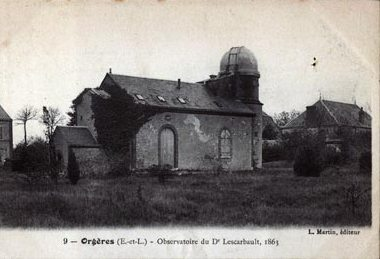 9 — Orgères (E.-et-L.) - Observatoire du Dr Lescarbault, 1863
L. Martin, éditeur